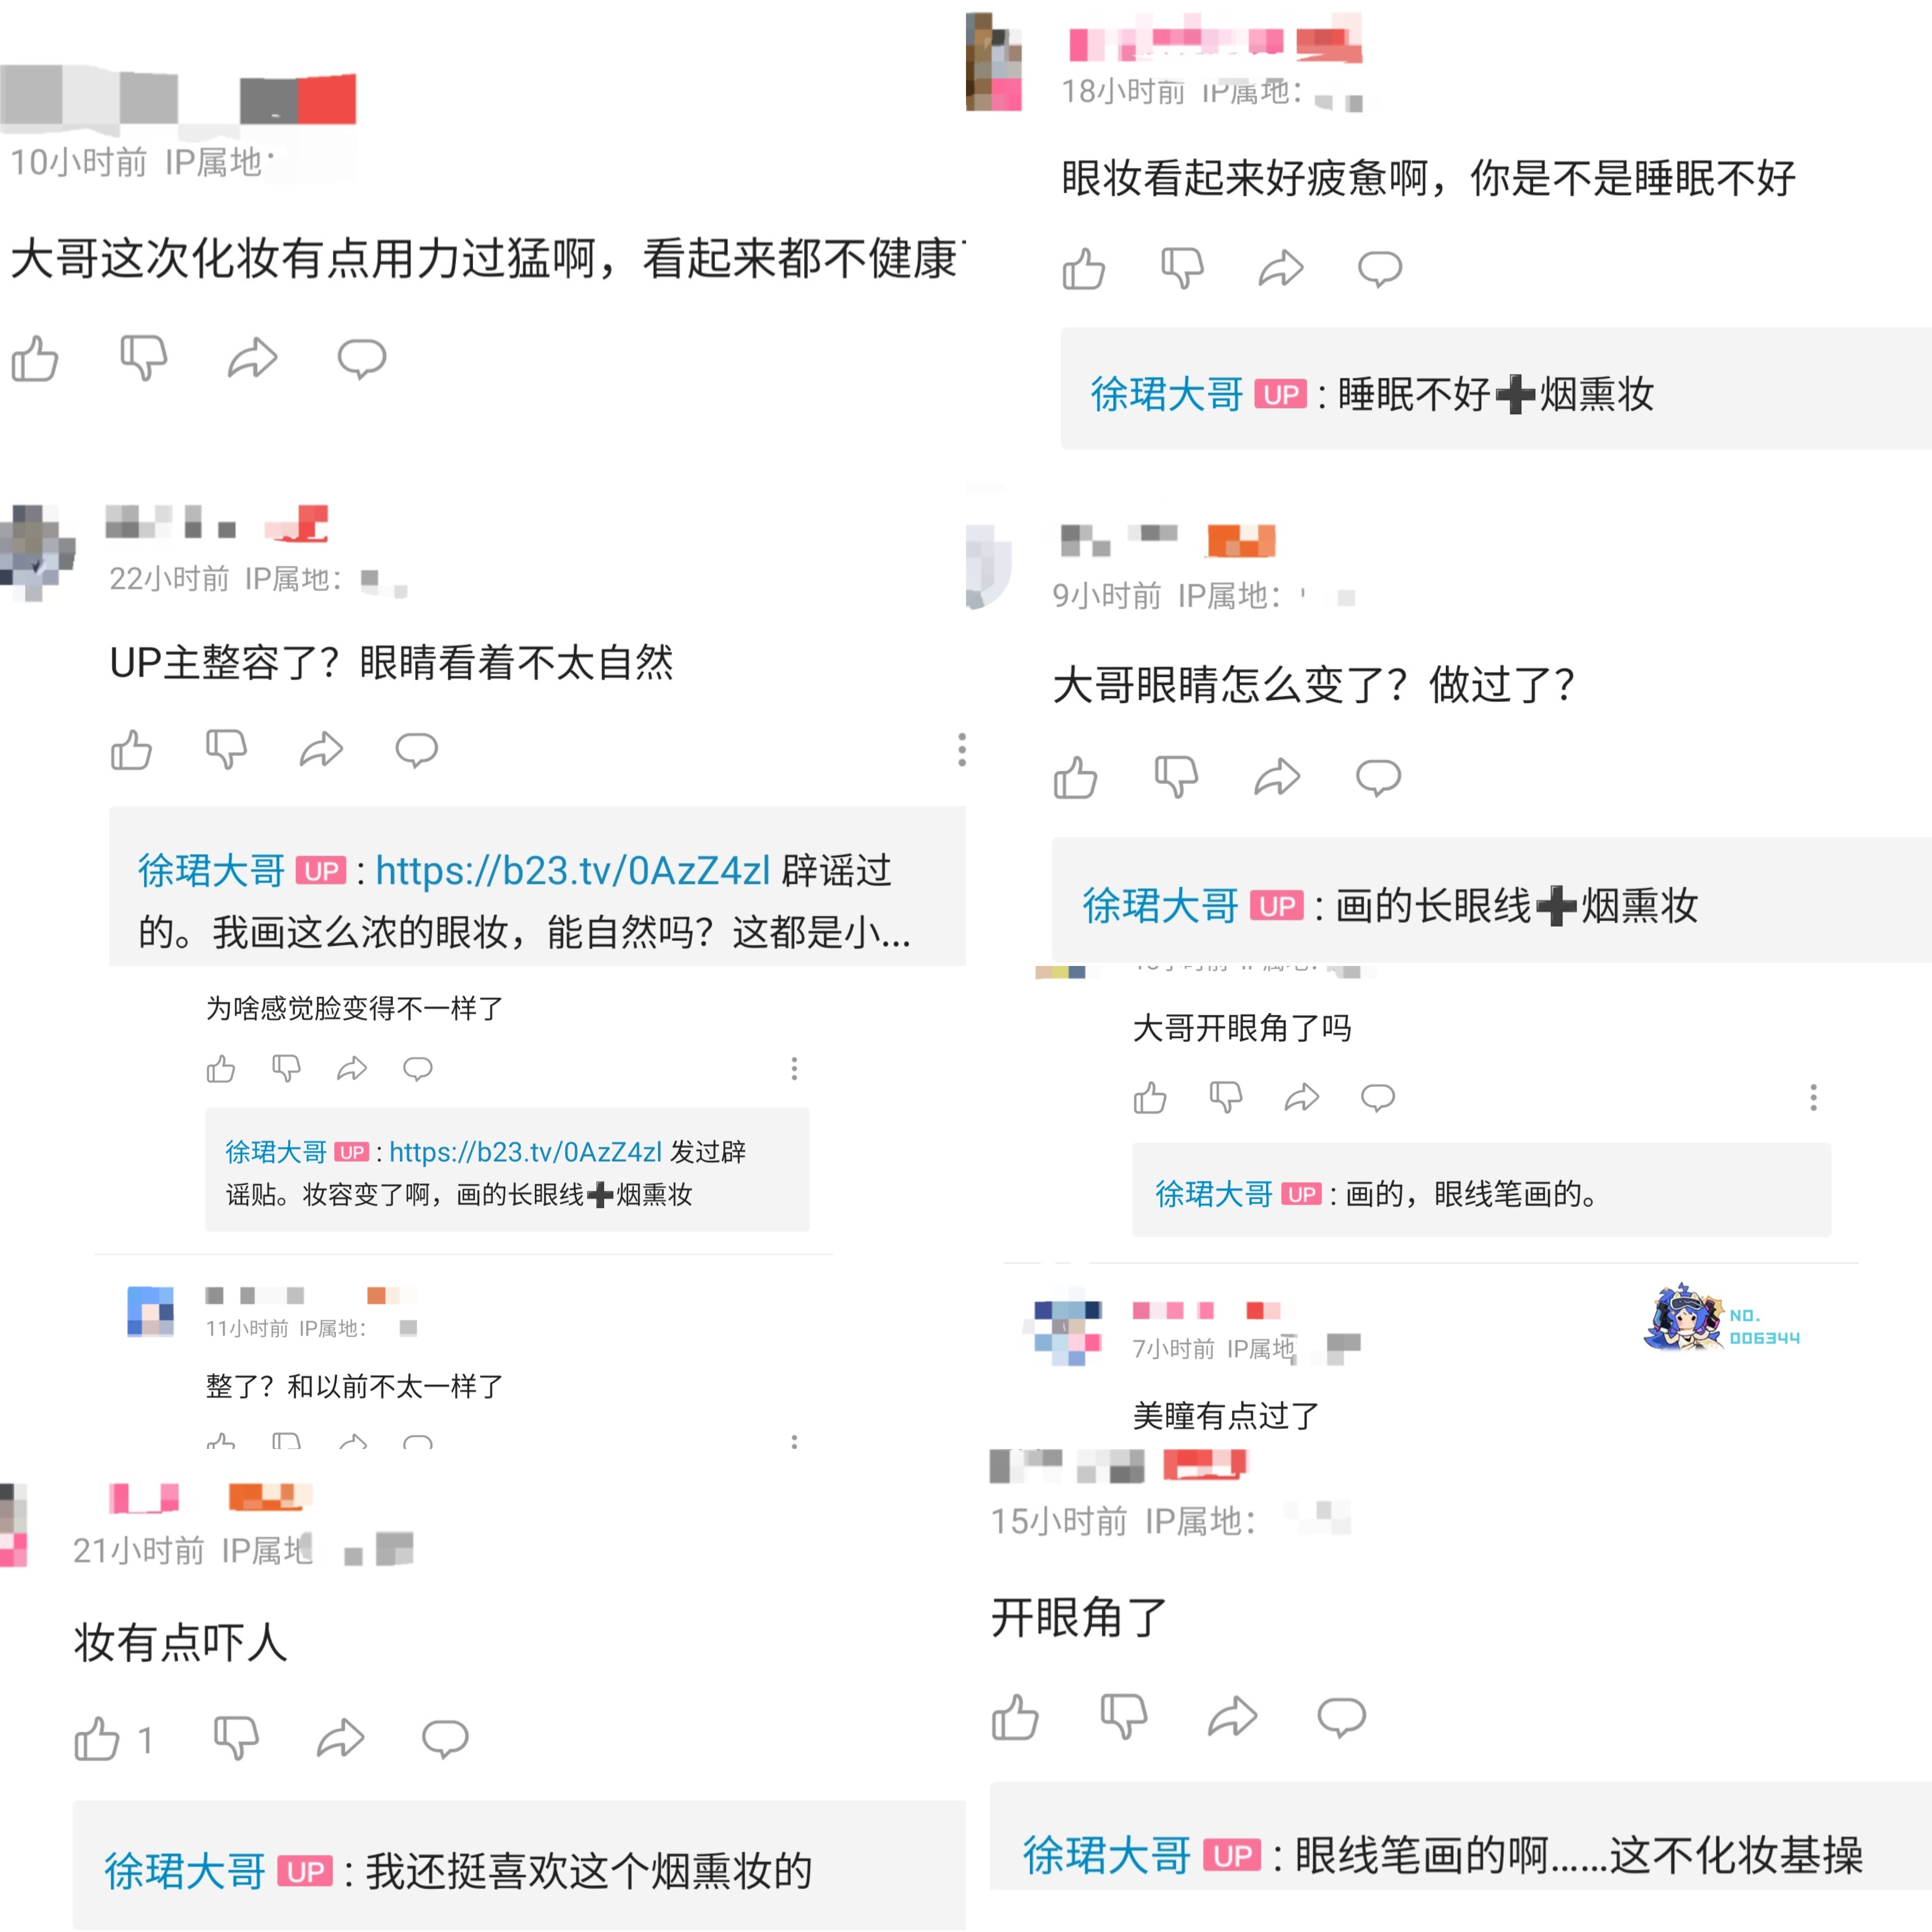 10小时前 IP属地:
大哥这次化妆有点用力过猛啊，看起来都不健康
18小时前 IP属地：
眼妆看起来好疲惫啊，你是不是睡眠不好
徐珺大哥 UP : 睡眠不好➕烟熏妆
22小时前 IP属地：
UP主整容了？眼睛看着不太自然
徐珺大哥 UP : https://b23.tv/0AzZ4zl 辟谣过
的。我画这么浓的眼妆，能自然吗？这都是小...
9小时前 IP属地：
大哥眼睛怎么变了？做过了？
徐珺大哥 UP : 画的长眼线➕烟熏妆
为啥感觉脸变得不一样了
徐珺大哥 UP : https://b23.tv/0AzZ4zl 发过辟
谣贴。妆容变了啊，画的长眼线➕烟熏妆
11小时前 IP属地：
整了？和以前不太一样了
大哥开眼角了吗
徐珺大哥 UP : 画的，眼线笔画的。
7小时前 IP属地
NO.
006344
美瞳有点过了
21小时前 IP属地
妆有点吓人
1
徐珺大哥 UP : 我还挺喜欢这个烟熏妆的
15小时前 IP属地：
开眼角了
徐珺大哥 UP : 眼线笔画的啊......这不化妆基操